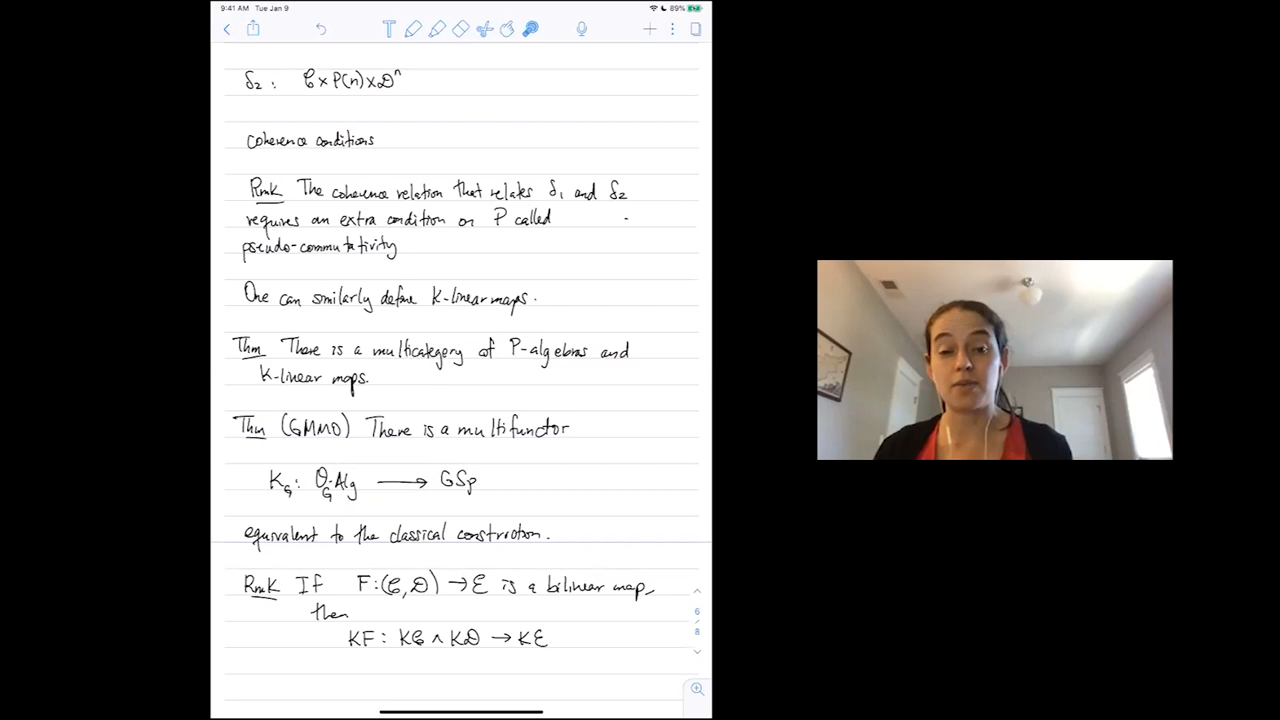 9:41 AM Tue Jan 9
89%
δ₂ : 𝒞 × P(n) × 𝒟ⁿ
Coherence conditions
Rmk The coherence relation that relates δ₁ and δ₂
requires an extra condition on P called
pseudo-commutativity
One can similarly define k-linear maps.
Thm There is a multicategory of P-algebras and
k-linear maps.
Thm (GMMO) There is a multifunctor
K_G : O_G-Alg ⟶ GSp
equivalent to the classical construction.
Rmk If F : (𝒞, 𝒟) → ℰ is a bilinear map,
then
KF : K𝒞 ∧ K𝒟 → Kℰ
6
/
8